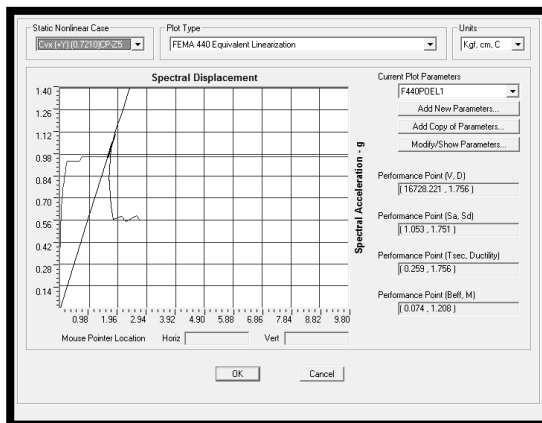 Static Nonlinear Case
Cvx (+Y) (0.7210)CP-Z5
Plot Type
FEMA 440 Equivalent Linearization
Units
Kgf, cm, C
Spectral Displacement
1.40
1.26
1.12
0.98
0.84
0.70
0.56
0.42
0.28
0.14
0.98 1.96 2.94 3.92 4.90 5.88 6.86 7.84 8.82 9.80
Spectral Acceleration - g
Mouse Pointer Location Horiz Vert
Current Plot Parameters
F440POEL1
Add New Parameters...
Add Copy of Parameters...
Modify/Show Parameters...
Performance Point (V, D)
( 16728.221 , 1.756 )
Performance Point (Sa, Sd)
( 1.053 , 1.751 )
Performance Point (Tsec, Ductility)
( 0.259 , 1.756 )
Performance Point (Beff, M)
( 0.074 , 1.208 )
OK
Cancel